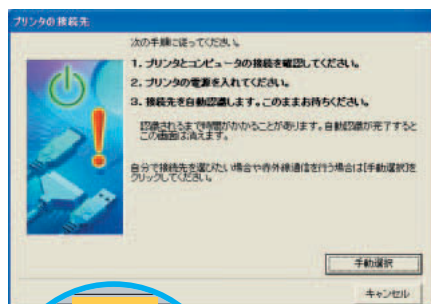 プリンタの接続先
次の手順に従ってください。
1. プリンタとコンピュータの接続を確認してください。
2. プリンタの電源を入れてください。
3. 接続先を自動認識します。このままお待ちください。
認識されるまで時間がかかることがあります。自動認識が完了すると
この画面は消えます。
自分で接続先を選びたい場合や赤外線通信を行う場合は[手動選択]を
クリックしてください。
手動選択
キャンセル